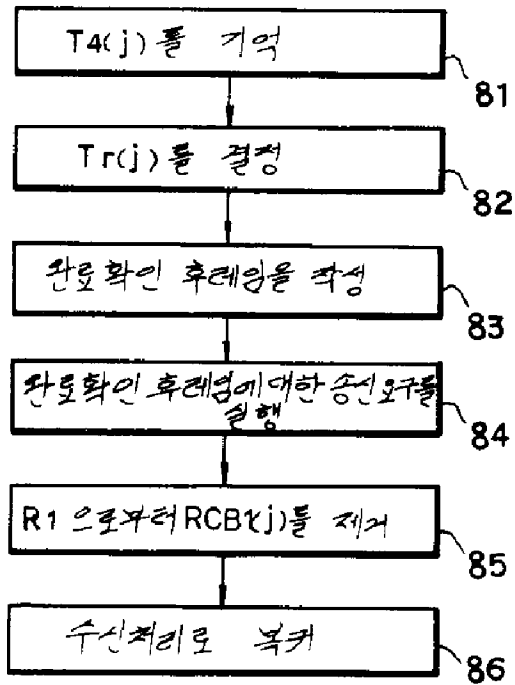 T4(j)를 기억
81
Tr(j)를 결정
82
완료확인 후레임을 작성
83
완료확인 후레임에 대한 송신요구를
실행
84
R1으로부터 RCB1(j)를 제거
85
수신처리로 복귀
86